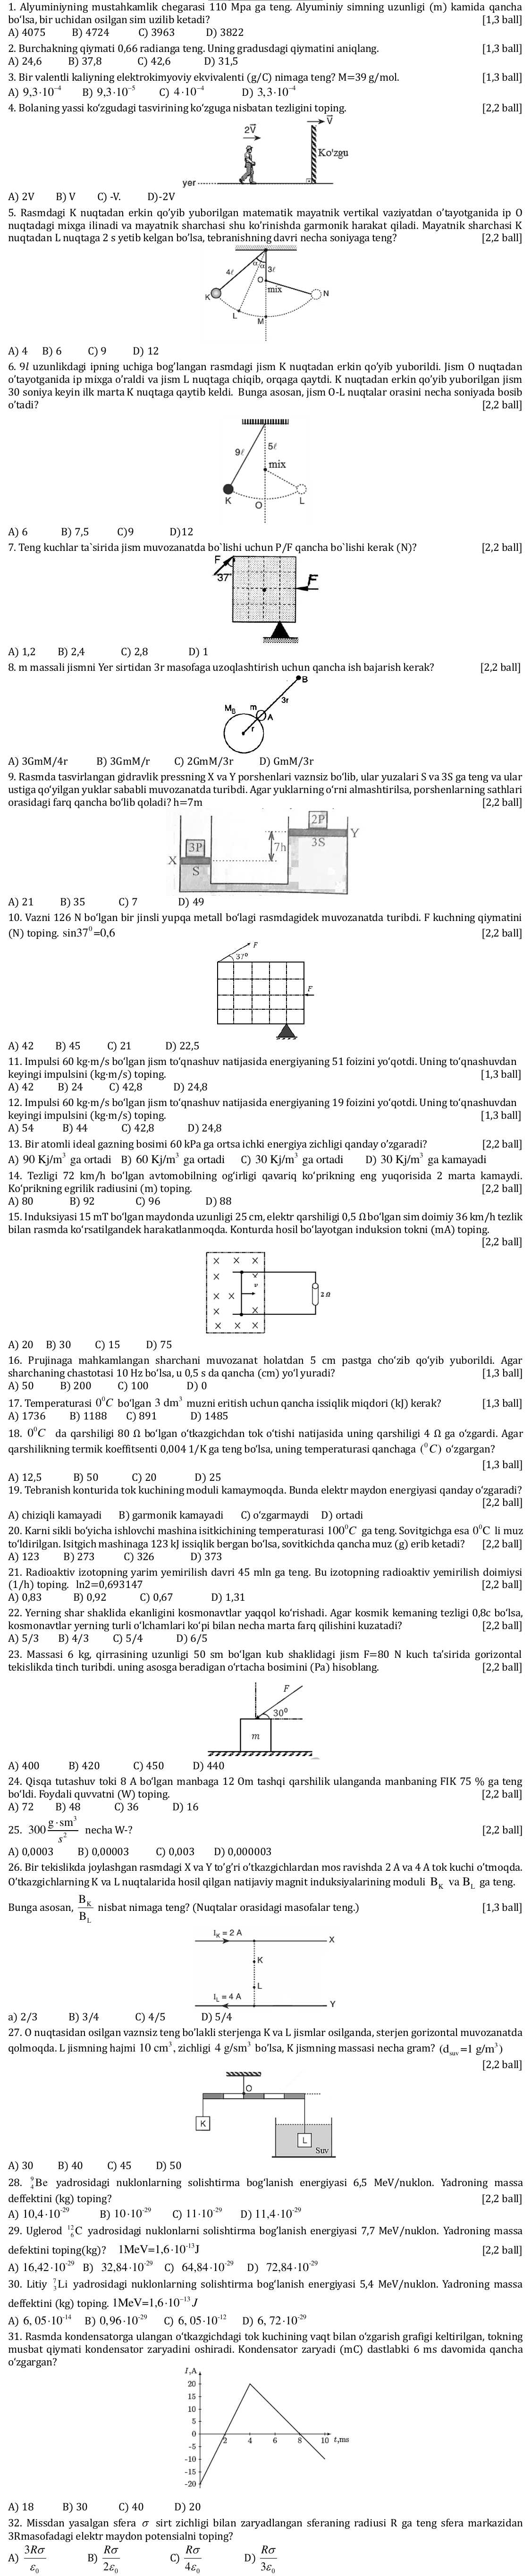 1. Alyuminiyning mustahkamlik chegarasi 110 Mpa ga teng. Alyuminiy simning uzunligi (m) kamida qancha
bo'lsa, bir uchidan osilgan sim uzilib ketadi? [1,3 ball]
A) 4075 B) 4724 C) 3963 D) 3822
2. Burchakning qiymati 0,66 radianga teng. Uning gradusdagi qiymatini aniqlang. [1,3 ball]
A) 24,6 B) 37,8 C) 42,6 D) 31,5
3. Bir valentli kaliyning elektrokimyoviy ekvivalenti (g/C) nimaga teng? M=39 g/mol. [1,3 ball]
A) 9,3·10⁻⁴ B) 9,3·10⁻⁵ C) 4·10⁻⁴ D) 3,3·10⁻⁴
4. Bolaning yassi ko'zgudagi tasvirining ko'zguga nisbatan tezligini toping. [2,2 ball]
V
2V
Ko'zgu
yer
A) 2V B) V C) -V. D)-2V
5. Rasmdagi K nuqtadan erkin qo'yib yuborilgan matematik mayatnik vertikal vaziyatdan o'tayotganida ip O
nuqtadagi mixga ilinadi va mayatnik sharchasi shu ko'rinishda garmonik harakat qiladi. Mayatnik sharchasi K
nuqtadan L nuqtaga 2 s yetib kelgan bo'lsa, tebranishning davri necha soniyaga teng? [2,2 ball]
4ℓ α α 3ℓ
O
mix
K N
L
M
A) 4 B) 6 C) 9 D) 12
6. 9l uzunlikdagi ipning uchiga bog'langan rasmdagi jism K nuqtadan erkin qo'yib yuborildi. Jism O nuqtadan
o'tayotganida ip mixga o'raldi va jism L nuqtaga chiqib, orqaga qaytdi. K nuqtadan erkin qo'yib yuborilgan jism
30 soniya keyin ilk marta K nuqtaga qaytib keldi. Bunga asosan, jism O-L nuqtalar orasini necha soniyada bosib
o'tadi? [2,2 ball]
9ℓ 5ℓ
mix
K O L
A) 6 B) 7,5 C)9 D)12
7. Teng kuchlar ta`sirida jism muvozanatda bo`lishi uchun P/F qancha bo`lishi kerak (N)? [2,2 ball]
F
37
F
A) 1,2 B) 2,4 C) 2,8 D) 1
8. m massali jismni Yer sirtidan 3r masofaga uzoqlashtirish uchun qancha ish bajarish kerak? [2,2 ball]
B
3r
m
A
r
A) 3GmM/4r B) 3GmM/r C) 2GmM/3r D) GmM/3r
9. Rasmda tasvirlangan gidravlik pressning X va Y porshenlari vaznsiz bo'lib, ular yuzalari S va 3S ga teng va ular
ustiga qo'yilgan yuklar sababli muvozanatda turibdi. Agar yuklarning o'rni almashtirilsa, porshenlarning sathlari
orasidagi farq qancha bo'lib qoladi? h=7m [2,2 ball]
2P
Y
3P 7h 3S
X
S
A) 21 B) 35 C) 7 D) 49
10. Vazni 126 N bo'lgan bir jinsli yupqa metall bo'lagi rasmdagidek muvozanatda turibdi. F kuchning qiymatini
(N) toping. sin37⁰=0,6 [2,2 ball]
F
37⁰
F
A) 42 B) 45 C) 21 D) 22,5
11. Impulsi 60 kg·m/s bo'lgan jism to'qnashuv natijasida energiyaning 51 foizini yo'qotdi. Uning to'qnashuvdan
keyingi impulsini (kg·m/s) toping. [1,3 ball]
A) 42 B) 24 C) 42,8 D) 24,8
12. Impulsi 60 kg·m/s bo'lgan jism to'qnashuv natijasida energiyaning 19 foizini yo'qotdi. Uning to'qnashuvdan
keyingi impulsini (kg·m/s) toping. [1,3 ball]
A) 54 B) 44 C) 42,8 D) 24,8
13. Bir atomli ideal gazning bosimi 60 kPa ga ortsa ichki energiya zichligi qanday o'zgaradi? [2,2 ball]
A) 90 Kj/m³ ga ortadi B) 60 Kj/m³ ga ortadi C) 30 Kj/m³ ga ortadi D) 30 Kj/m³ ga kamayadi
14. Tezligi 72 km/h bo'lgan avtomobilning og'irligi qavariq ko'prikning eng yuqorisida 2 marta kamaydi.
Ko'prikning egrilik radiusini (m) toping. [2,2 ball]
A) 80 B) 92 C) 96 D) 88
15. Induksiyasi 15 mT bo'lgan maydonda uzunligi 25 cm, elektr qarshiligi 0,5 Ω bo'lgan sim doimiy 36 km/h tezlik
bilan rasmda ko'rsatilgandek harakatlanmoqda. Konturda hosil bo'layotgan induksion tokni (mA) toping.
[2,2 ball]
v
2 Ω
A) 20 B) 30 C) 15 D) 75
16. Prujinaga mahkamlangan sharchani muvozanat holatdan 5 cm pastga cho'zib qo'yib yuborildi. Agar
sharchaning chastotasi 10 Hz bo'lsa, u 0,5 s da qancha (cm) yo'l yuradi? [1,3 ball]
A) 50 B) 200 C) 100 D) 0
17. Temperaturasi 0⁰C bo'lgan 3 dm³ muzni eritish uchun qancha issiqlik miqdori (kJ) kerak? [1,3 ball]
A) 1736 B) 1188 C) 891 D) 1485
18. 0⁰C da qarshiligi 80 Ω bo'lgan o'tkazgichdan tok o'tishi natijasida uning qarshiligi 4 Ω ga o'zgardi. Agar
qarshilikning termik koeffitsenti 0,004 1/K ga teng bo'lsa, uning temperaturasi qanchaga (⁰C) o'zgargan?
[1,3 ball]
A) 12,5 B) 50 C) 20 D) 25
19. Tebranish konturida tok kuchining moduli kamaymoqda. Bunda elektr maydon energiyasi qanday o'zgaradi?
[2,2 ball]
A) chiziqli kamayadi B) garmonik kamayadi C) o'zgarmaydi D) ortadi
20. Karni sikli bo'yicha ishlovchi mashina isitkichining temperaturasi 100⁰C ga teng. Sovitgichga esa 0⁰C li muz
to'ldirilgan. Isitgich mashinaga 123 kJ issiqlik bergan bo'lsa, sovitkichda qancha muz (g) erib ketadi? [2,2 ball]
A) 123 B) 273 C) 326 D) 373
21. Radioaktiv izotopning yarim yemirilish davri 45 mln ga teng. Bu izotopning radioaktiv yemirilish doimiysi
(1/h) toping. ln2=0,693147 [2,2 ball]
A) 0,83 B) 0,92 C) 0,67 D) 1,31
22. Yerning shar shaklida ekanligini kosmonavtlar yaqqol ko'rishadi. Agar kosmik kemaning tezligi 0,8c bo'lsa,
kosmonavtlar yerning turli o'lchamlari ko'pi bilan necha marta farq qilishini kuzatadi? [2,2 ball]
A) 5/3 B) 4/3 C) 5/4 D) 6/5
23. Massasi 6 kg, qirrasining uzunligi 50 sm bo'lgan kub shaklidagi jism F=80 N kuch ta'sirida gorizontal
tekislikda tinch turibdi. uning asosga beradigan o'rtacha bosimini (Pa) hisoblang. [2,2 ball]
F
30⁰
m
A) 400 B) 420 C) 450 D) 440
24. Qisqa tutashuv toki 8 A bo'lgan manbaga 12 Om tashqi qarshilik ulanganda manbaning FIK 75 % ga teng
bo'ldi. Foydali quvvatni (W) toping. [2,2 ball]
A) 72 B) 48 C) 36 D) 16
25. 300 g·sm³/s² necha W-? [2,2 ball]
A) 0,0003 B) 0,00003 C) 0,003 D) 0,000003
26. Bir tekislikda joylashgan rasmdagi X va Y to'g'ri o'tkazgichlardan mos ravishda 2 A va 4 A tok kuchi o'tmoqda.
O'tkazgichlarning K va L nuqtalarida hosil qilgan natijaviy magnit induksiyalarining moduli B_K va B_L ga teng.
Bunga asosan, B_K/B_L nisbat nimaga teng? (Nuqtalar orasidagi masofalar teng.) [1,3 ball]
I_K = 2 A X
K
L
I_L = 4 A Y
a) 2/3 B) 3/4 C) 4/5 D) 5/4
27. O nuqtasidan osilgan vaznsiz teng bo'lakli sterjenga K va L jismlar osilganda, sterjen gorizontal muvozanatda
qolmoqda. L jismning hajmi 10 cm³, zichligi 4 g/sm³ bo'lsa, K jismning massasi necha gram? (d_suv=1 g/m³)
[2,2 ball]
O
K
L
Suv
A) 30 B) 40 C) 45 D) 50
28. ⁹₄Be yadrosidagi nuklonlarning solishtirma bog'lanish energiyasi 6,5 MeV/nuklon. Yadroning massa
deffektini (kg) toping? [2,2 ball]
A) 10,4·10⁻²⁹ B) 10·10⁻²⁹ C) 11·10⁻²⁹ D) 11,4·10⁻²⁹
29. Uglerod ¹²₆C yadrosidagi nuklonlarni solishtirma bog'lanish energiyasi 7,7 MeV/nuklon. Yadroning massa
defektini toping(kg)? 1MeV=1,6·10⁻¹³J [2,2 ball]
A) 16,42·10⁻²⁹ B) 32,84·10⁻²⁹ C) 64,84·10⁻²⁹ D) 72,84·10⁻²⁹
30. Litiy ⁷₃Li yadrosidagi nuklonlarning solishtirma bog'lanish energiyasi 5,4 MeV/nuklon. Yadroning massa
deffektini (kg) toping. 1MeV=1,6·10⁻¹³J
A) 6,05·10⁻¹⁴ B) 0,96·10⁻²⁹ C) 6,05·10⁻¹² D) 6,72·10⁻²⁹
31. Rasmda kondensatorga ulangan o'tkazgichdagi tok kuchining vaqt bilan o'zgarish grafigi keltirilgan, tokning
musbat qiymati kondensator zaryadini oshiradi. Kondensator zaryadi (mC) dastlabki 6 ms davomida qancha
o'zgargan?
I,A
20
15
10
5
0 2 4 6 8 10 t,ms
-5
-10
-15
-20
A) 18 B) 30 C) 40 D) 20
32. Missdan yasalgan sfera σ sirt zichligi bilan zaryadlangan sferaning radiusi R ga teng sfera markazidan
3Rmasofadagi elektr maydon potensialni toping?
A) 3Rσ/ε₀ B) Rσ/2ε₀ C) Rσ/4ε₀ D) Rσ/3ε₀